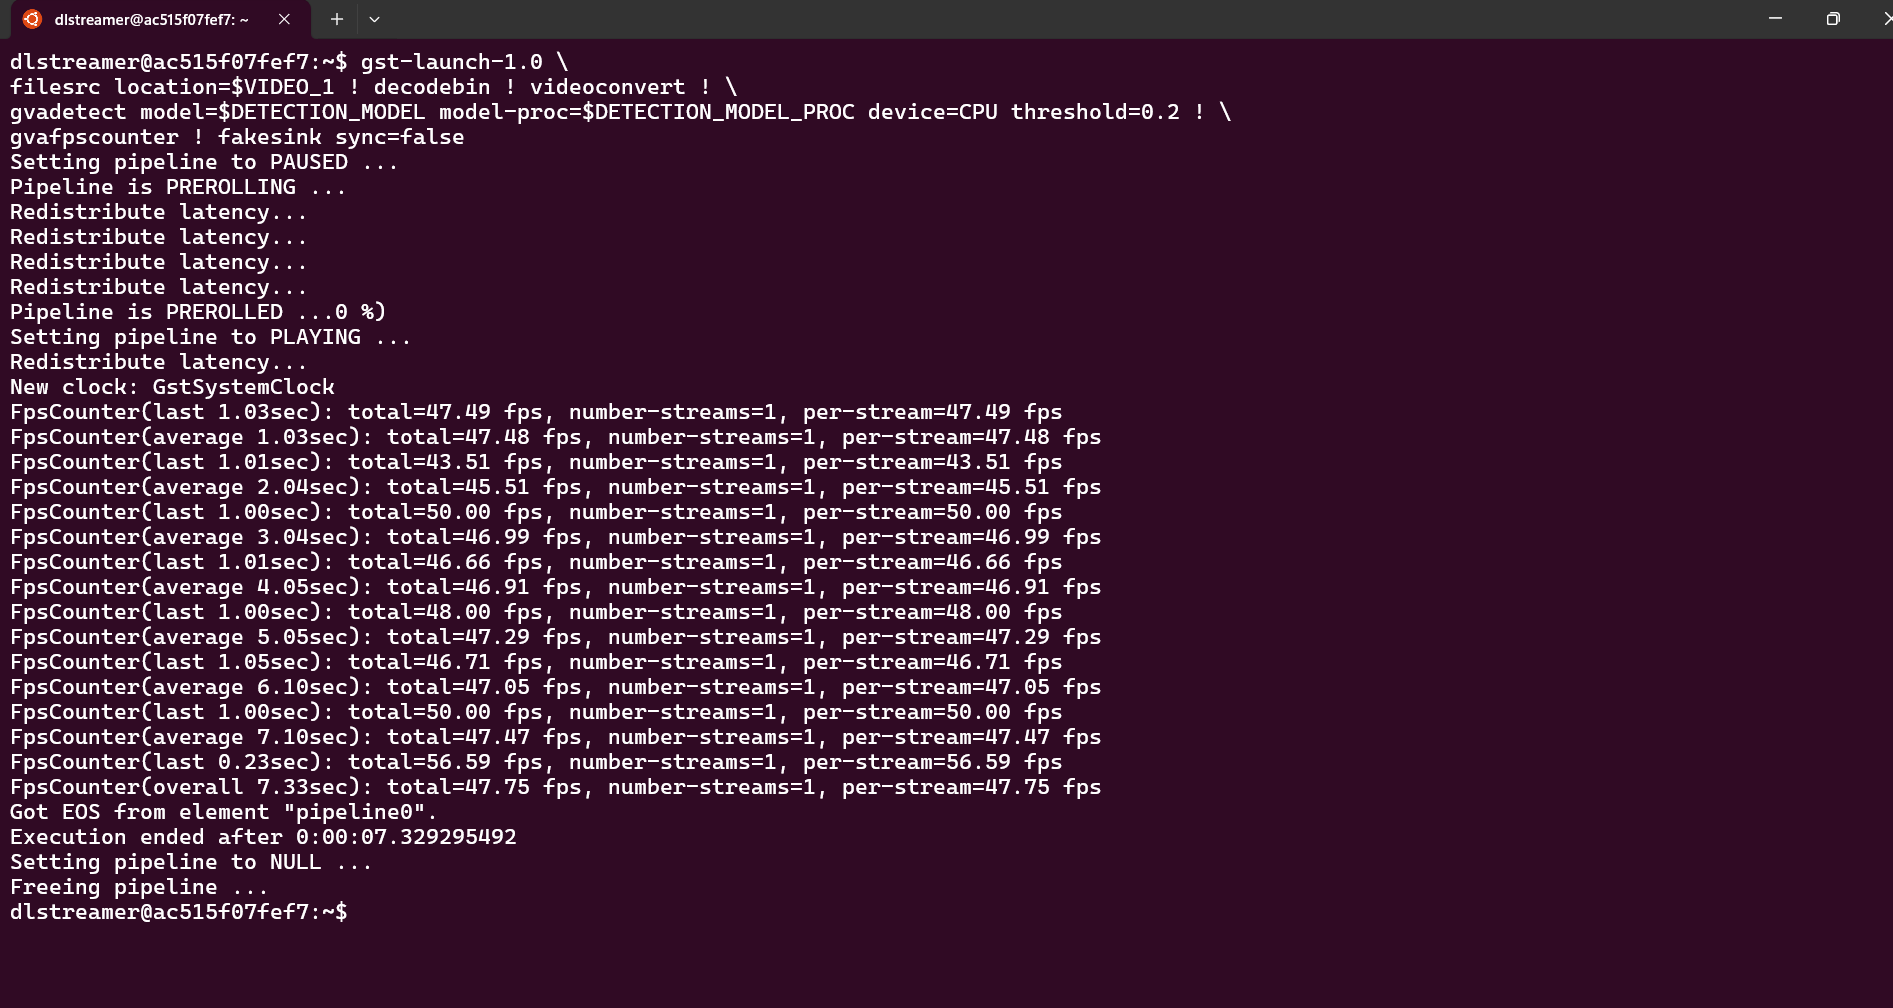 dlstreamer@ac515f07fef7: ~
dlstreamer@ac515f07fef7:~$ gst-launch-1.0 \
filesrc location=$VIDEO_1 ! decodebin ! videoconvert ! \
gvadetect model=$DETECTION_MODEL model-proc=$DETECTION_MODEL_PROC device=CPU threshold=0.2 ! \
gvafpscounter ! fakesink sync=false
Setting pipeline to PAUSED ...
Pipeline is PREROLLING ...
Redistribute latency...
Redistribute latency...
Redistribute latency...
Redistribute latency...
Pipeline is PREROLLED ...0 %)
Setting pipeline to PLAYING ...
Redistribute latency...
New clock: GstSystemClock
FpsCounter(last 1.03sec): total=47.49 fps, number-streams=1, per-stream=47.49 fps
FpsCounter(average 1.03sec): total=47.48 fps, number-streams=1, per-stream=47.48 fps
FpsCounter(last 1.01sec): total=43.51 fps, number-streams=1, per-stream=43.51 fps
FpsCounter(average 2.04sec): total=45.51 fps, number-streams=1, per-stream=45.51 fps
FpsCounter(last 1.00sec): total=50.00 fps, number-streams=1, per-stream=50.00 fps
FpsCounter(average 3.04sec): total=46.99 fps, number-streams=1, per-stream=46.99 fps
FpsCounter(last 1.01sec): total=46.66 fps, number-streams=1, per-stream=46.66 fps
FpsCounter(average 4.05sec): total=46.91 fps, number-streams=1, per-stream=46.91 fps
FpsCounter(last 1.00sec): total=48.00 fps, number-streams=1, per-stream=48.00 fps
FpsCounter(average 5.05sec): total=47.29 fps, number-streams=1, per-stream=47.29 fps
FpsCounter(last 1.05sec): total=46.71 fps, number-streams=1, per-stream=46.71 fps
FpsCounter(average 6.10sec): total=47.05 fps, number-streams=1, per-stream=47.05 fps
FpsCounter(last 1.00sec): total=50.00 fps, number-streams=1, per-stream=50.00 fps
FpsCounter(average 7.10sec): total=47.47 fps, number-streams=1, per-stream=47.47 fps
FpsCounter(last 0.23sec): total=56.59 fps, number-streams=1, per-stream=56.59 fps
FpsCounter(overall 7.33sec): total=47.75 fps, number-streams=1, per-stream=47.75 fps
Got EOS from element "pipeline0".
Execution ended after 0:00:07.329295492
Setting pipeline to NULL ...
Freeing pipeline ...
dlstreamer@ac515f07fef7:~$